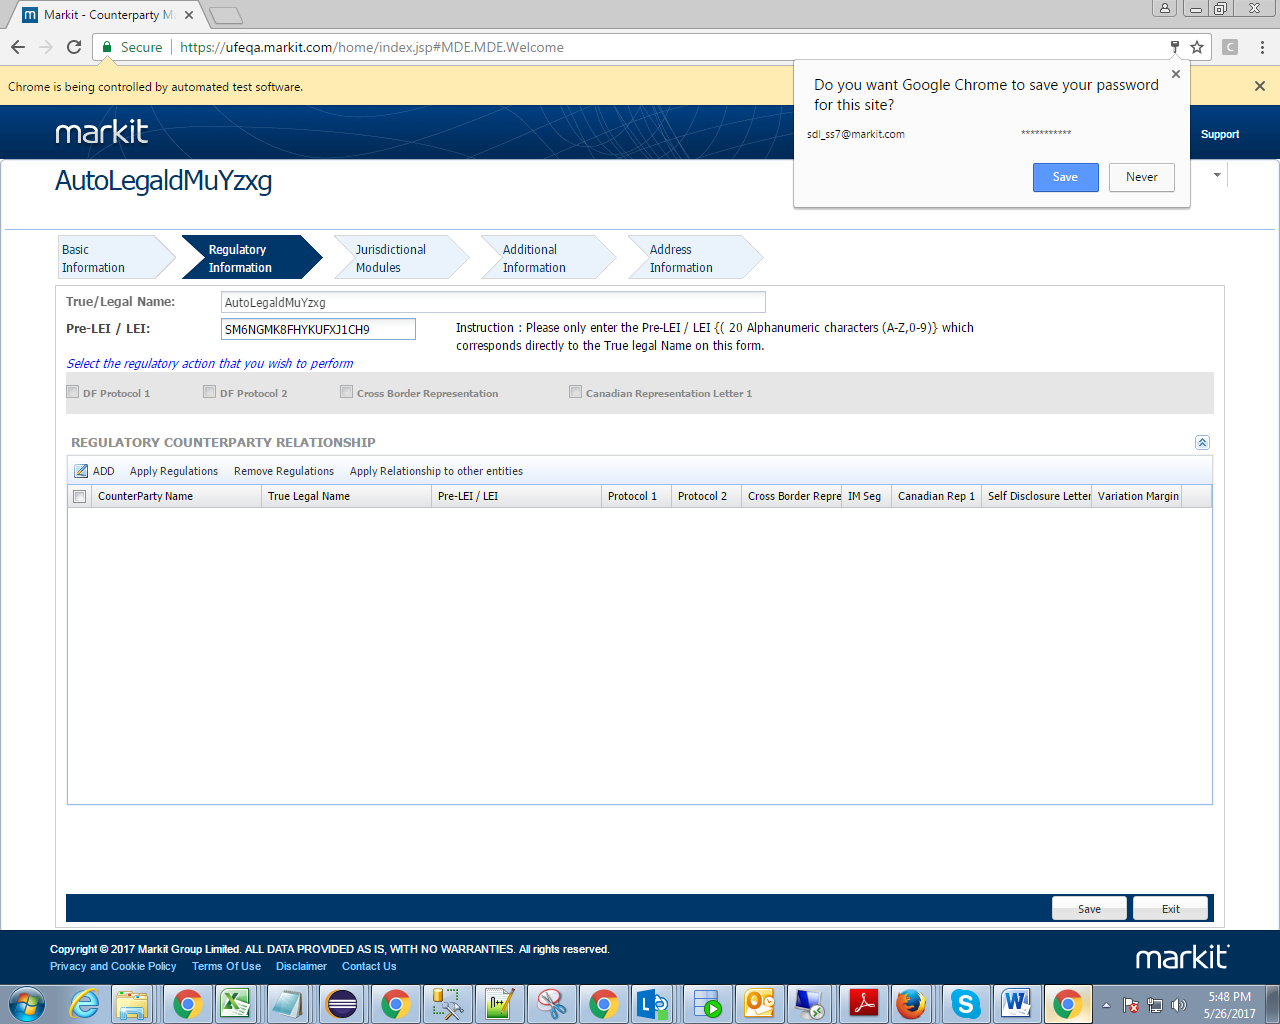 Markit - Counterparty Ma
Secure https://ufeqa.markit.com/home/index.jsp#MDE.MDE.Welcome
Chrome is being controlled by automated test software.
Do you want Google Chrome to save your password
for this site?
sdl_ss7@markit.com ***********
Save Never
markit
Support
AutoLegaldMuYzxg
Basic
Information
Regulatory
Information
Jurisdictional
Modules
Additional
Information
Address
Information
True/Legal Name: AutoLegaldMuYzxg
Pre-LEI / LEI: SM6NGMK8FHYKUFXJ1CH9
Instruction : Please only enter the Pre-LEI / LEI {( 20 Alphanumeric characters (A-Z,0-9)} which
corresponds directly to the True legal Name on this form.
Select the regulatory action that you wish to perform
DF Protocol 1 DF Protocol 2 Cross Border Representation Canadian Representation Letter 1
REGULATORY COUNTERPARTY RELATIONSHIP
ADD Apply Regulations Remove Regulations Apply Relationship to other entities
CounterParty Name True Legal Name Pre-LEI / LEI Protocol 1 Protocol 2 Cross Border Repre IM Seg Canadian Rep 1 Self Disclosure Letter Variation Margin
Save Exit
Copyright © 2017 Markit Group Limited. ALL DATA PROVIDED AS IS, WITH NO WARRANTIES. All rights reserved.
Privacy and Cookie Policy Terms Of Use Disclaimer Contact Us
markit
5:48 PM
5/26/2017